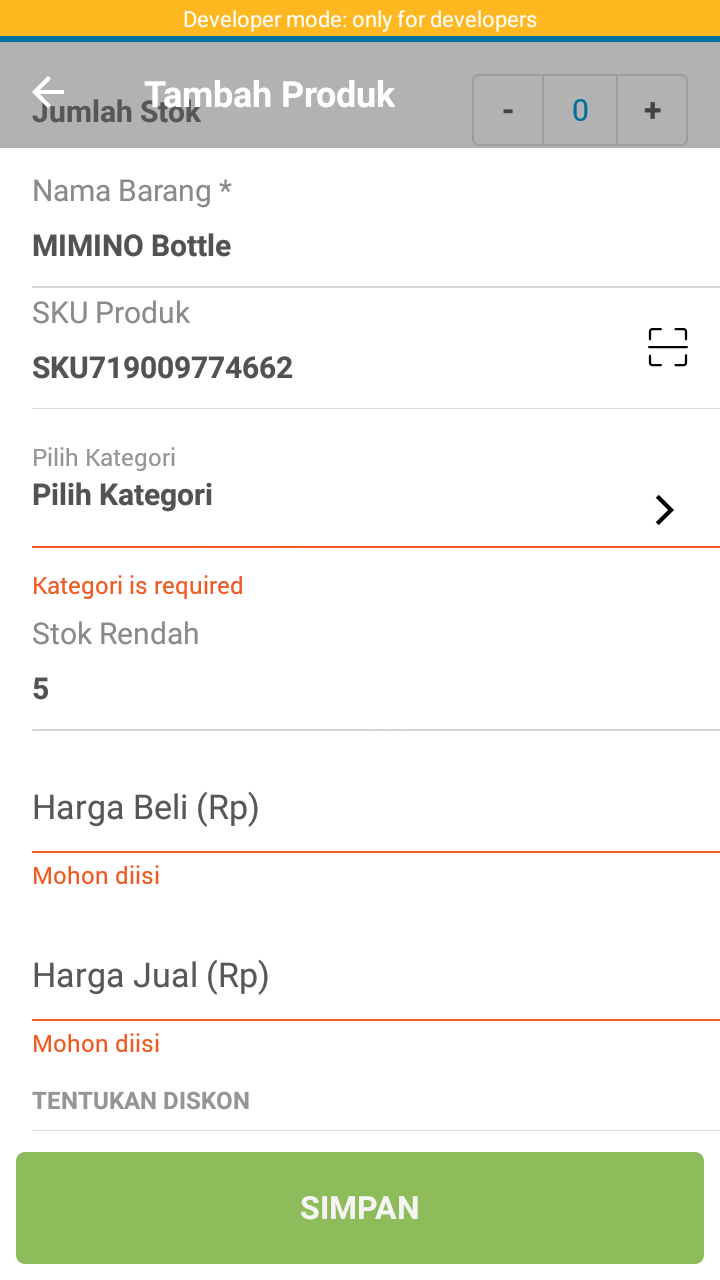 Developer mode: only for developers
Tambah Produk
Jumlah Stok
- 0 +
Nama Barang *
MIMINO Bottle
SKU Produk
SKU719009774662
Pilih Kategori
Pilih Kategori
Kategori is required
Stok Rendah
5
Harga Beli (Rp)
Mohon diisi
Harga Jual (Rp)
Mohon diisi
TENTUKAN DISKON
SIMPAN